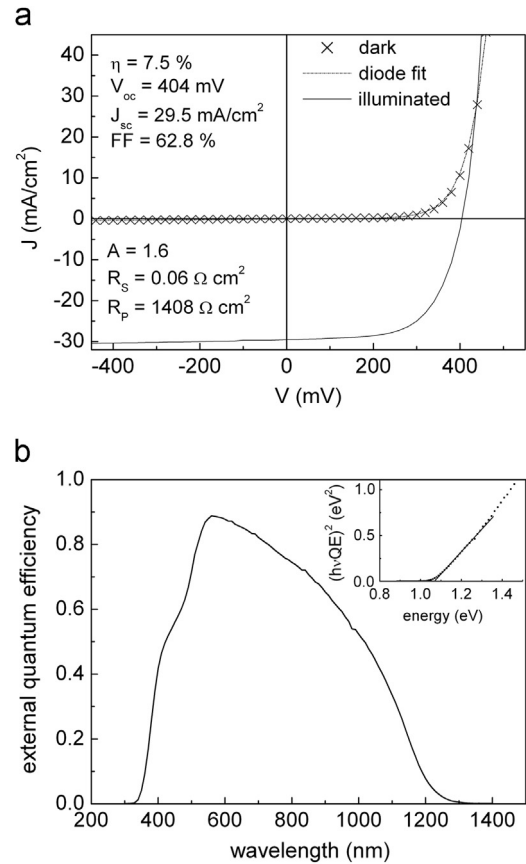 a
η = 7.5 %
V_oc = 404 mV
J_sc = 29.5 mA/cm²
FF = 62.8 %
dark
diode fit
illuminated
A = 1.6
R_S = 0.06 Ω cm²
R_P = 1408 Ω cm²
J (mA/cm²)
40
30
20
10
0
-10
-20
-30
-400 -200 0 200 400
V (mV)
b
external quantum efficiency
1.0
0.8
0.6
0.4
0.2
0.0
200 400 600 800 1000 1200 1400
wavelength (nm)
(hνQE)² (eV²)
1.0
0.5
0.0
0.8 1.0 1.2 1.4
energy (eV)